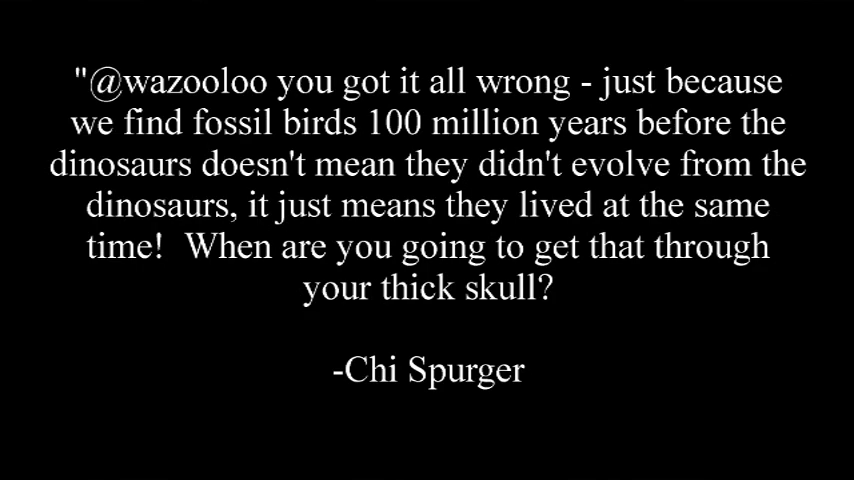 "@wazooloo you got it all wrong - just because
we find fossil birds 100 million years before the
dinosaurs doesn't mean they didn't evolve from the
dinosaurs, it just means they lived at the same
time!  When are you going to get that through
your thick skull?
-Chi Spurger